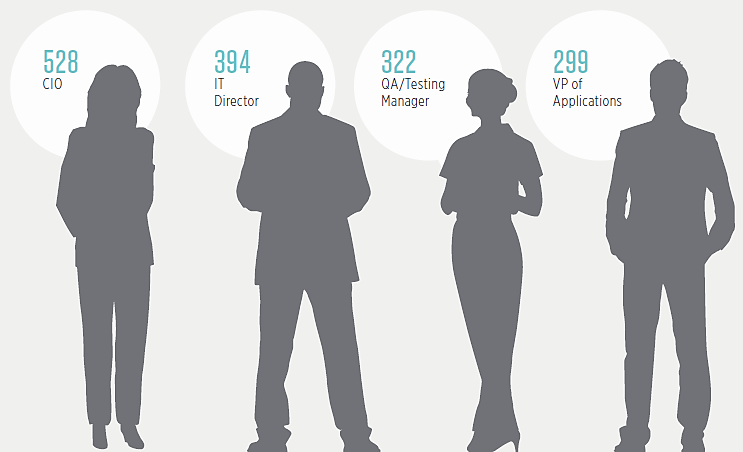 528
CIO
394
IT
Director
322
QA/Testing
Manager
299
VP of
Applications